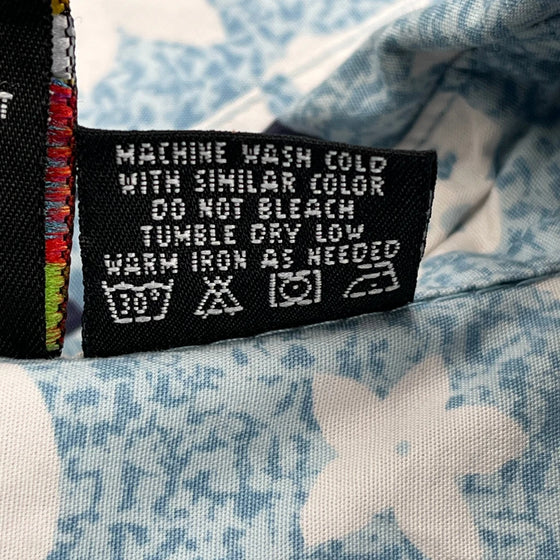 MACHINE WASH COLD
WITH SIMILAR COLOR
DO NOT BLEACH
TUMBLE DRY LOW
WARM IRON AS NEEDED
30°